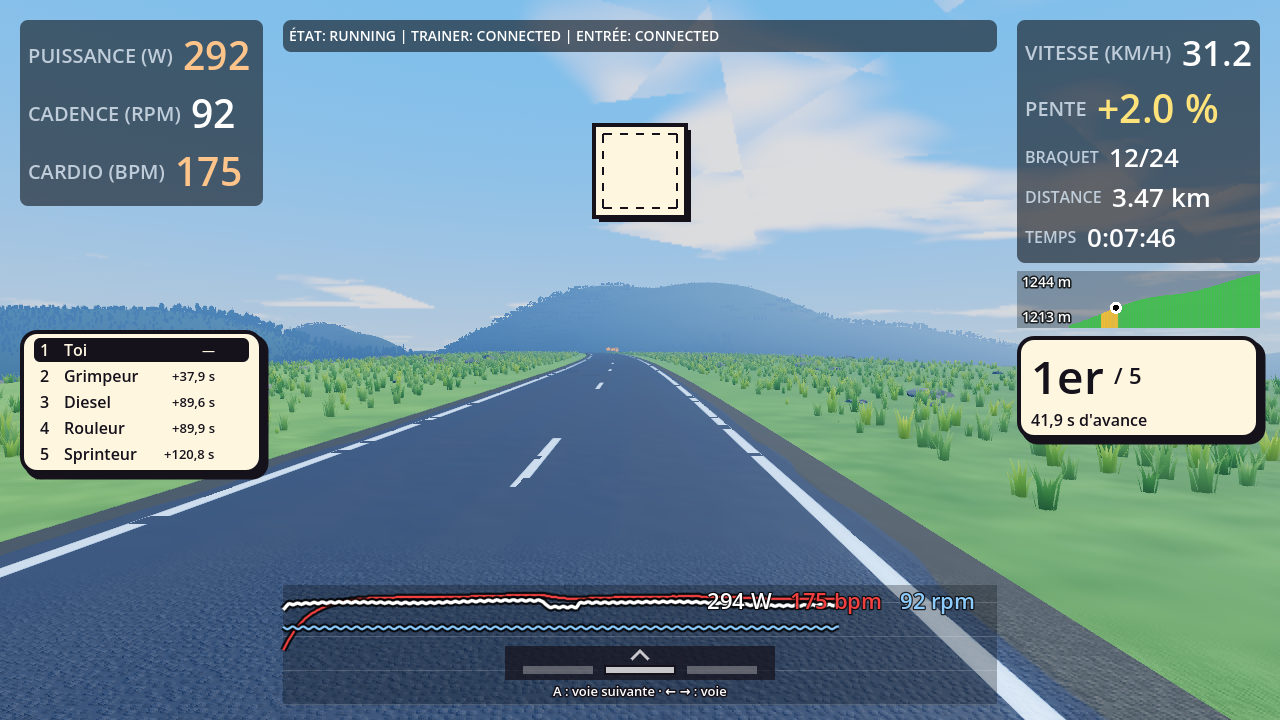 PUISSANCE (W) 292
CADENCE (RPM) 92
CARDIO (BPM) 175
ÉTAT: RUNNING | TRAINER: CONNECTED | ENTRÉE: CONNECTED
VITESSE (KM/H) 31.2
PENTE +2.0 %
BRAQUET 12/24
DISTANCE 3.47 km
TEMPS 0:07:46
1244 m
1213 m
1 Toi —
2 Grimpeur +37,9 s
3 Diesel +89,6 s
4 Rouleur +89,9 s
5 Sprinteur +120,8 s
1er / 5
41,9 s d'avance
294 W 175 bpm 92 rpm
A : voie suivante · ← → : voie